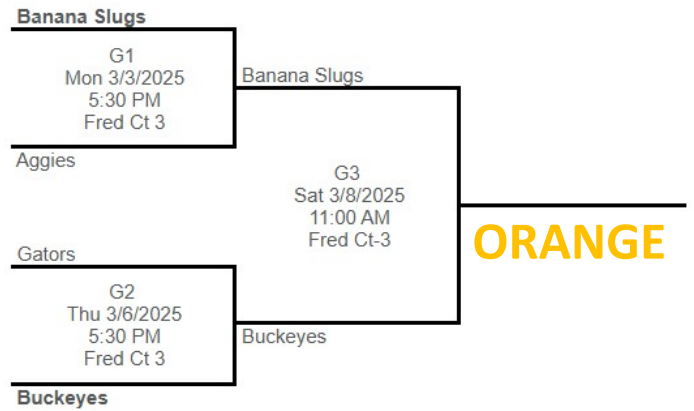 Banana Slugs
G1
Mon 3/3/2025
5:30 PM
Fred Ct 3
Aggies
Banana Slugs
G3
Sat 3/8/2025
11:00 AM
Fred Ct-3
ORANGE
Gators
G2
Thu 3/6/2025
5:30 PM
Fred Ct 3
Buckeyes
Buckeyes